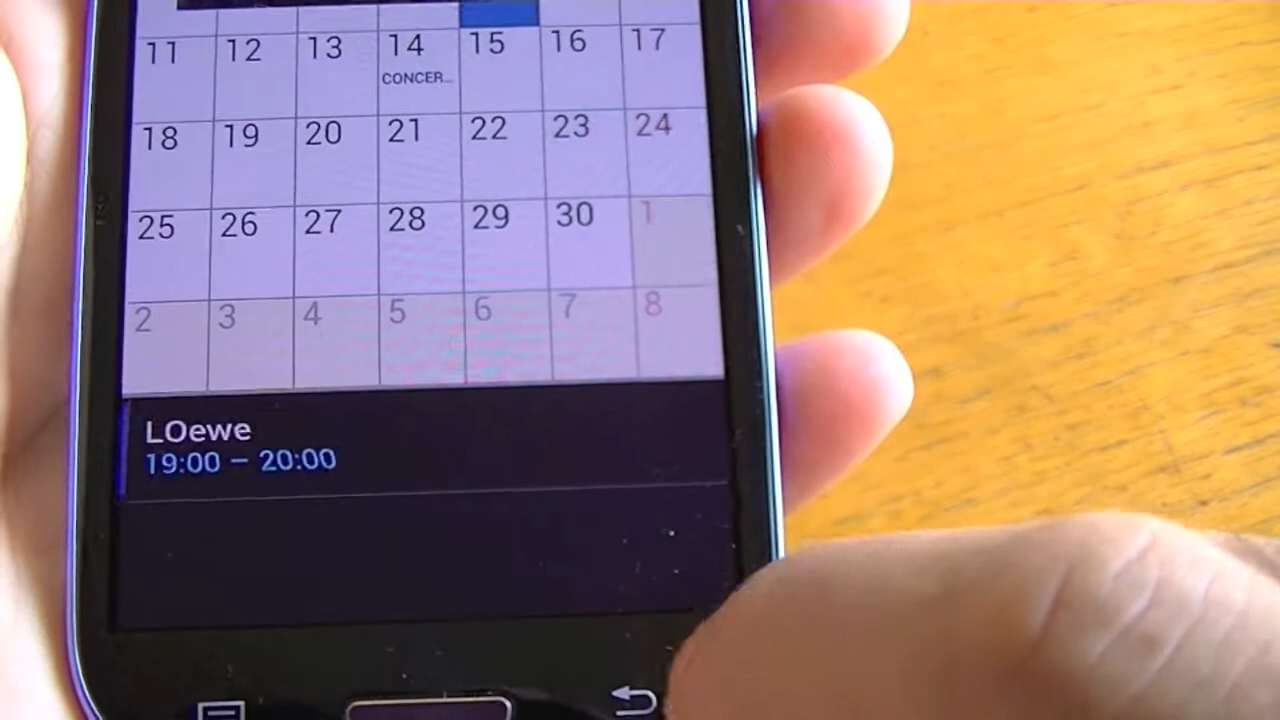 11 12 13 14 15 16 17
CONCER...
18 19 20 21 22 23 24
25 26 27 28 29 30 1
2 3 4 5 6 7 8
LOewe
19:00 – 20:00